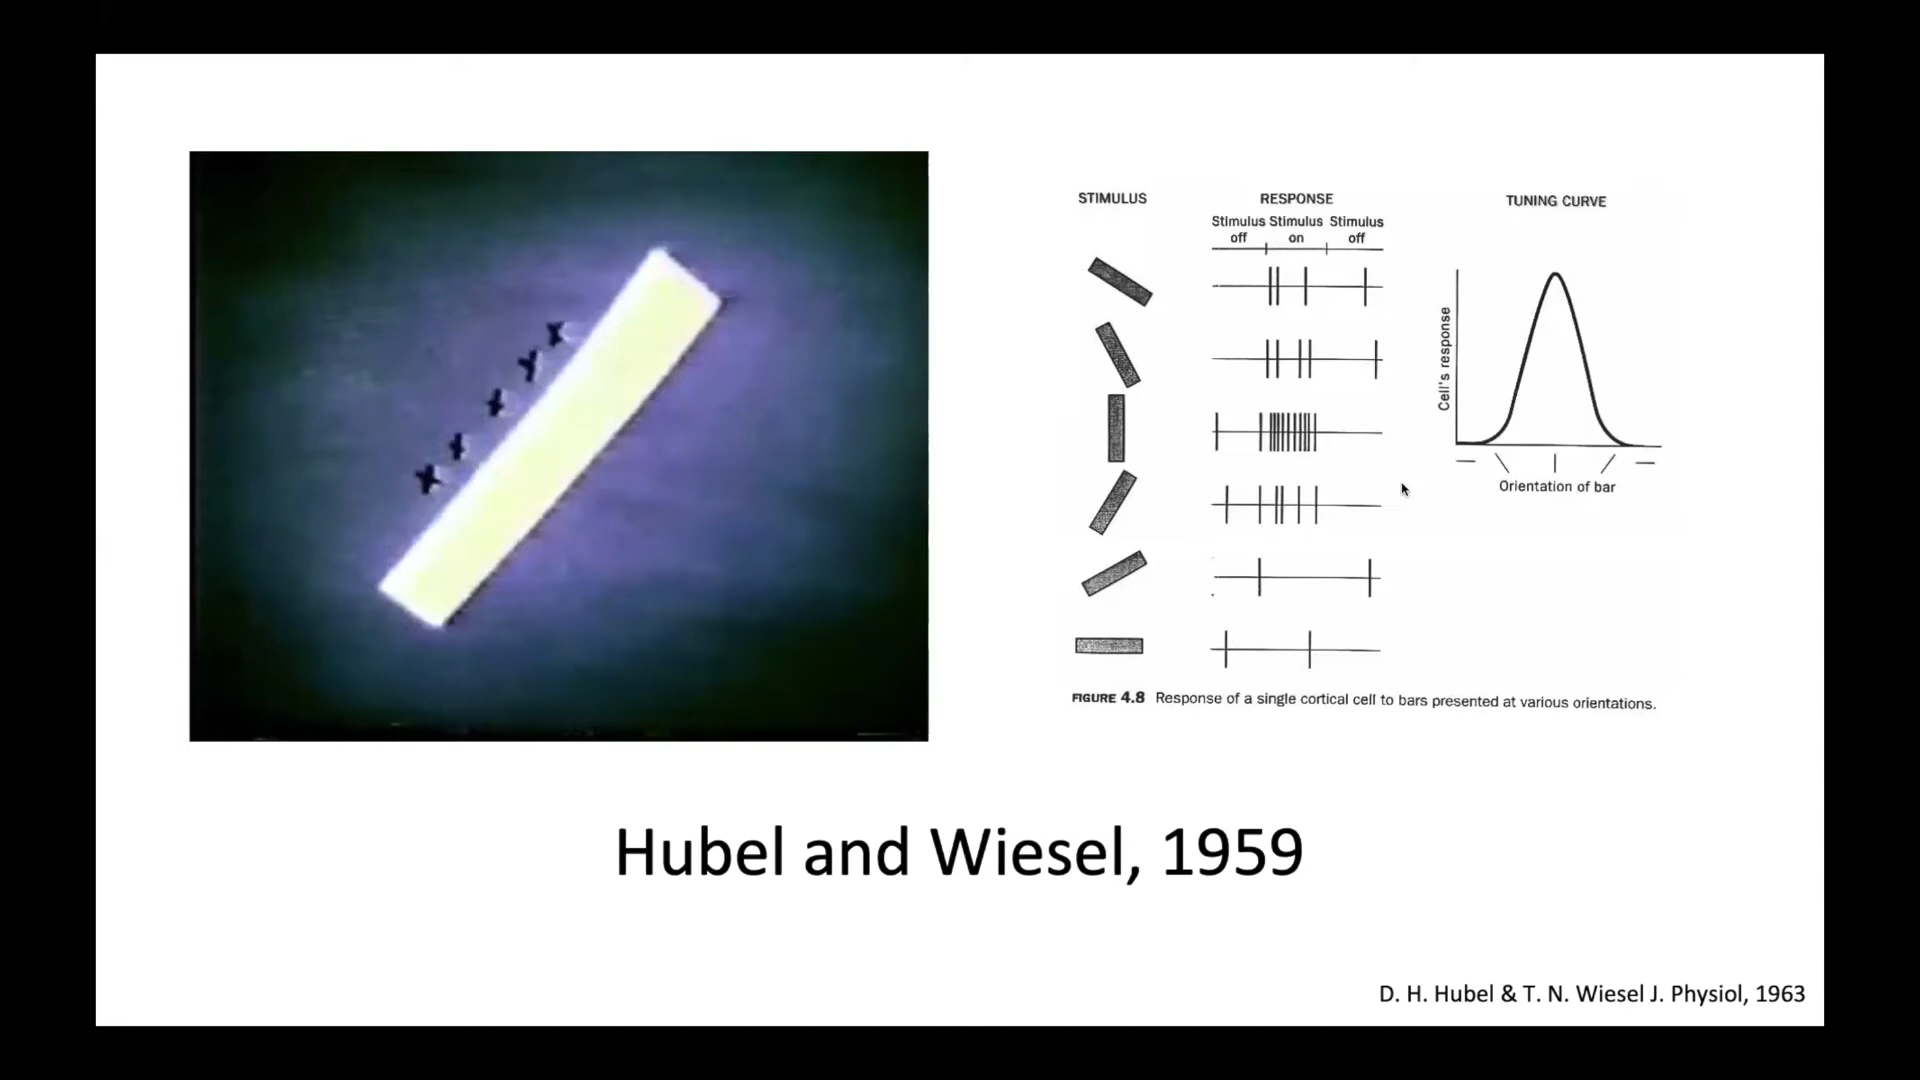 STIMULUS
RESPONSE
TUNING CURVE
Stimulus Stimulus Stimulus
off on off
Cell's response
Orientation of bar
FIGURE 4.8 Response of a single cortical cell to bars presented at various orientations.
Hubel and Wiesel, 1959
D. H. Hubel & T. N. Wiesel J. Physiol, 1963